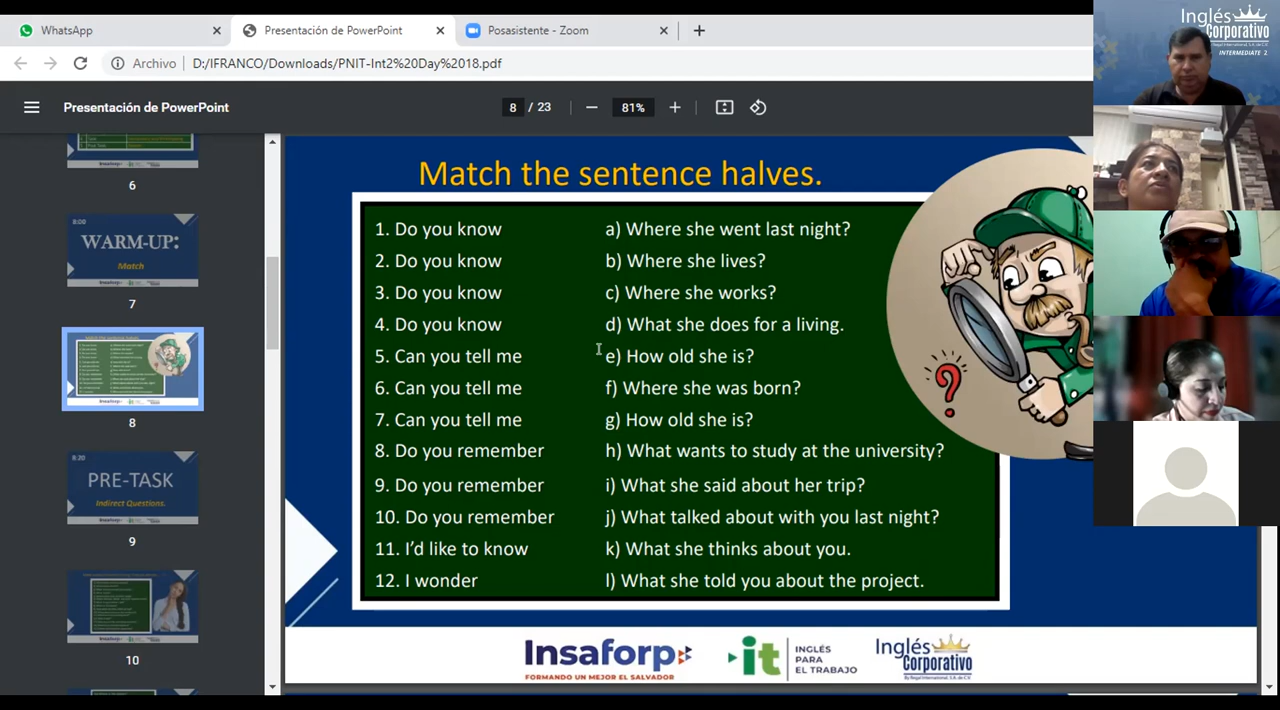 WhatsApp
Presentación de PowerPoint
Posasistente - Zoom
Archivo
D:/IFRANCO/Downloads/PNIT-Int2%20Day%2018.pdf
Presentación de PowerPoint
8 / 23
81%
Inglés
Corporativo
INTERMEDIATE 2
6
8:00
WARM-UP:
Match
7
8
8:20
PRE-TASK
Indirect Questions.
9
10
Match the sentence halves.
1. Do you know a) Where she went last night?
2. Do you know b) Where she lives?
3. Do you know c) Where she works?
4. Do you know d) What she does for a living.
5. Can you tell me e) How old she is?
6. Can you tell me f) Where she was born?
7. Can you tell me g) How old she is?
8. Do you remember h) What wants to study at the university?
9. Do you remember i) What she said about her trip?
10. Do you remember j) What talked about with you last night?
11. I'd like to know k) What she thinks about you.
12. I wonder l) What she told you about the project.
?
Insaforp
FORMANDO UN MEJOR EL SALVADOR
it
INGLÉS
PARA
EL TRABAJO
Inglés
Corporativo